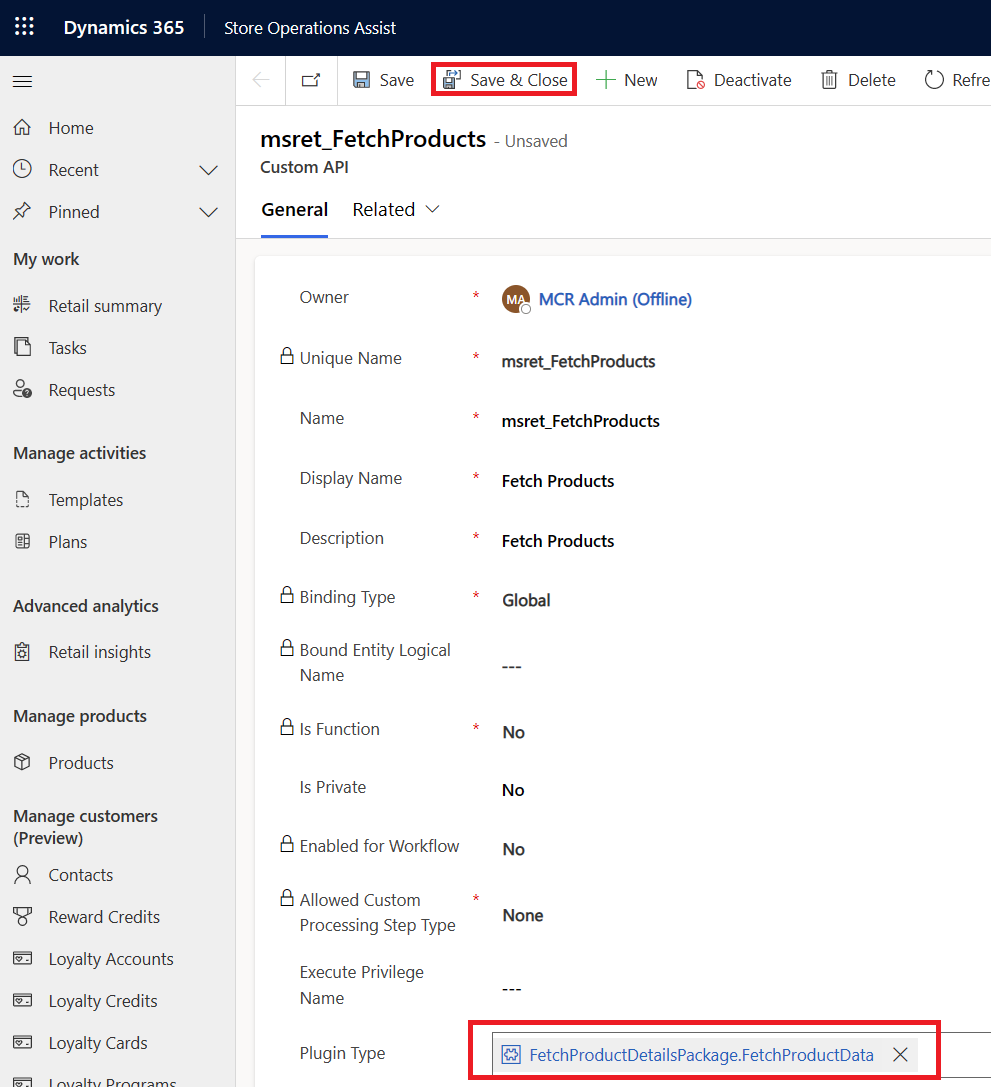 Dynamics 365
Store Operations Assist
Save
Save & Close
New
Deactivate
Delete
Refre
Home
Recent
Pinned
My work
Retail summary
Tasks
Requests
Manage activities
Templates
Plans
Advanced analytics
Retail insights
Manage products
Products
Manage customers
(Preview)
Contacts
Reward Credits
Loyalty Accounts
Loyalty Credits
Loyalty Cards
Loyalty Programs
msret_FetchProducts - Unsaved
Custom API
General
Related
Owner * MA MCR Admin (Offline)
Unique Name * msret_FetchProducts
Name * msret_FetchProducts
Display Name * Fetch Products
Description * Fetch Products
Binding Type * Global
Bound Entity Logical
Name
---
Is Function * No
Is Private No
Enabled for Workflow No
Allowed Custom *
Processing Step Type
None
Execute Privilege
Name
---
Plugin Type FetchProductDetailsPackage.FetchProductData